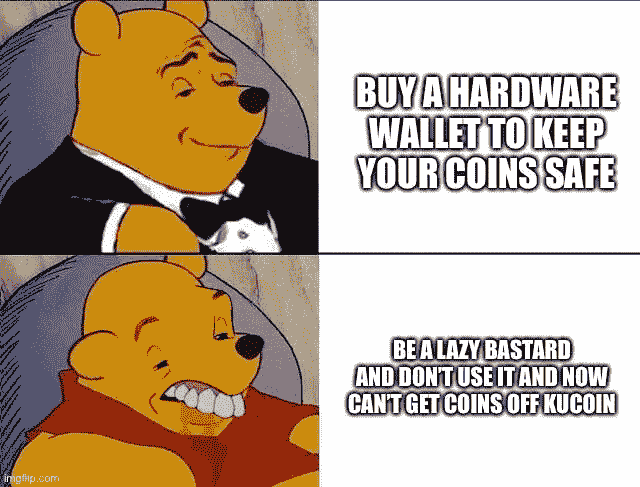 BUY A HARDWARE
WALLET TO KEEP
YOUR COINS SAFE
BE A LAZY BASTARD
AND DON'T USE IT AND NOW
CAN'T GET COINS OFF KUCOIN
imgflip.com